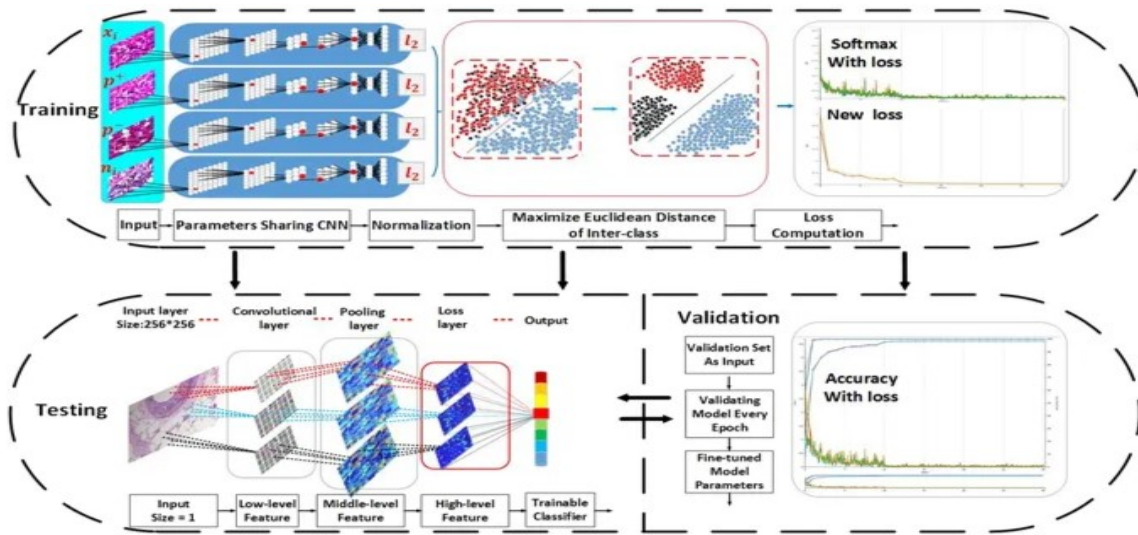 x_i
l_2
Softmax
With loss
p^+
l_2
Training
p
l_2
New loss
l_2
Input
Parameters Sharing CNN
Normalization
Maximize Euclidean Distance
of Inter-class
Loss
Computation
Input layer
Size:256*256
Convolutional
layer
Pooling
layer
Loss
layer
Output
Testing
Input
Size = 1
Low-level
Feature
Middle-level
Feature
High-level
Feature
Trainable
Classifier
Validation
Validation Set
As Input
Validating
Model Every
Epoch
Fine-tuned
Model
Parameters
Accuracy
With loss